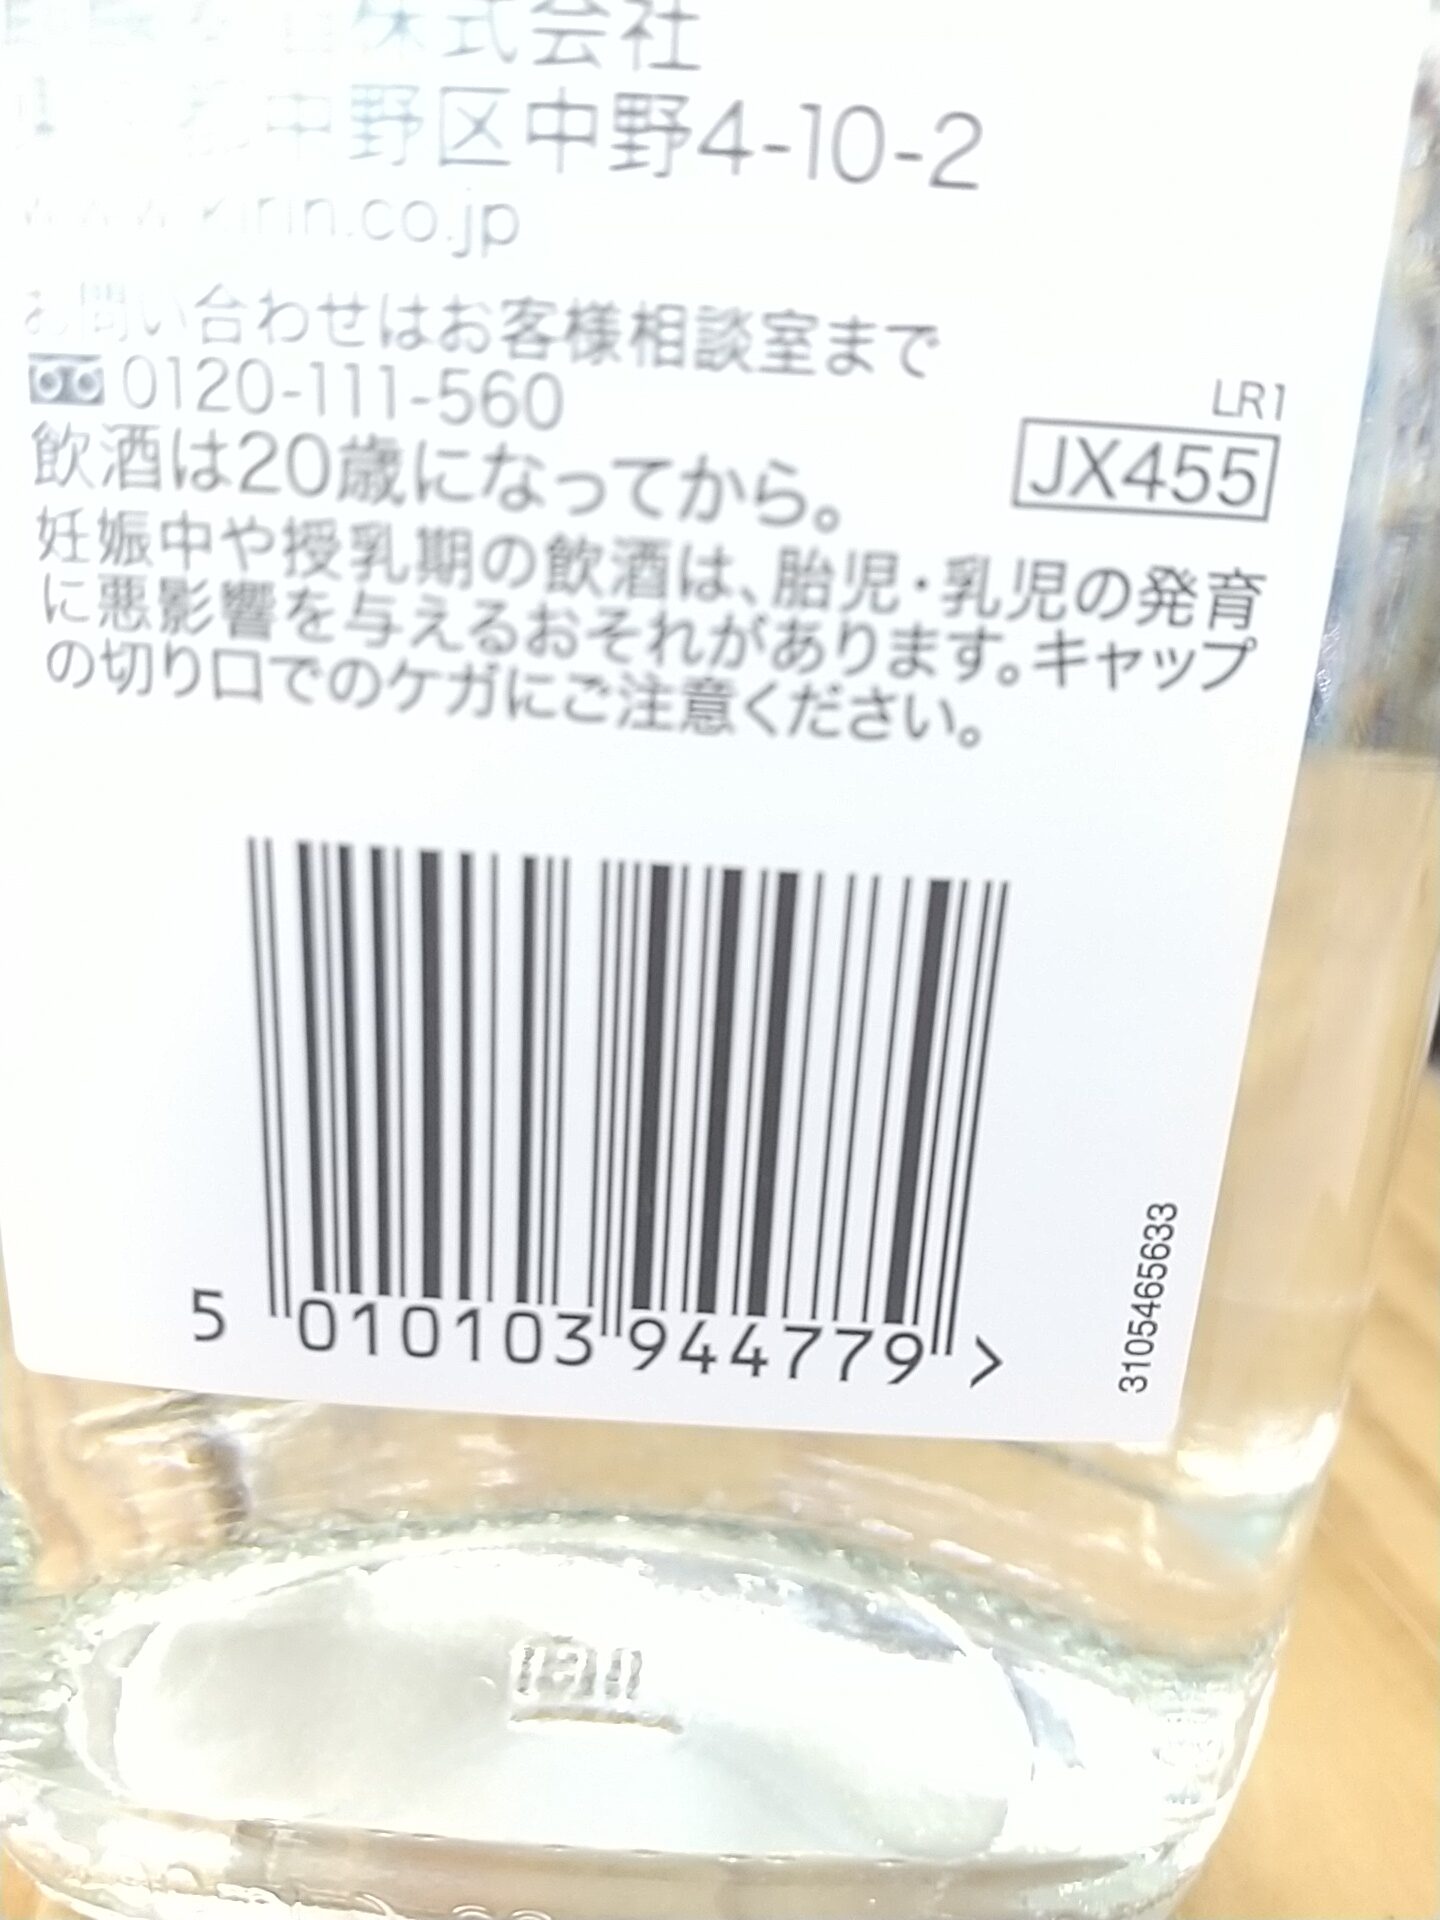 株式会社
中野区中野4-10-2
www.kirin.co.jp
お問い合わせはお客様相談室まで
0120-111-560
LR1
飲酒は20歳になってから。
JX455
妊娠中や授乳期の飲酒は、胎児・乳児の発育
に悪影響を与えるおそれがあります。キャップ
の切り口でのケガにご注意ください。
5 010103 944779 >
310546563​3